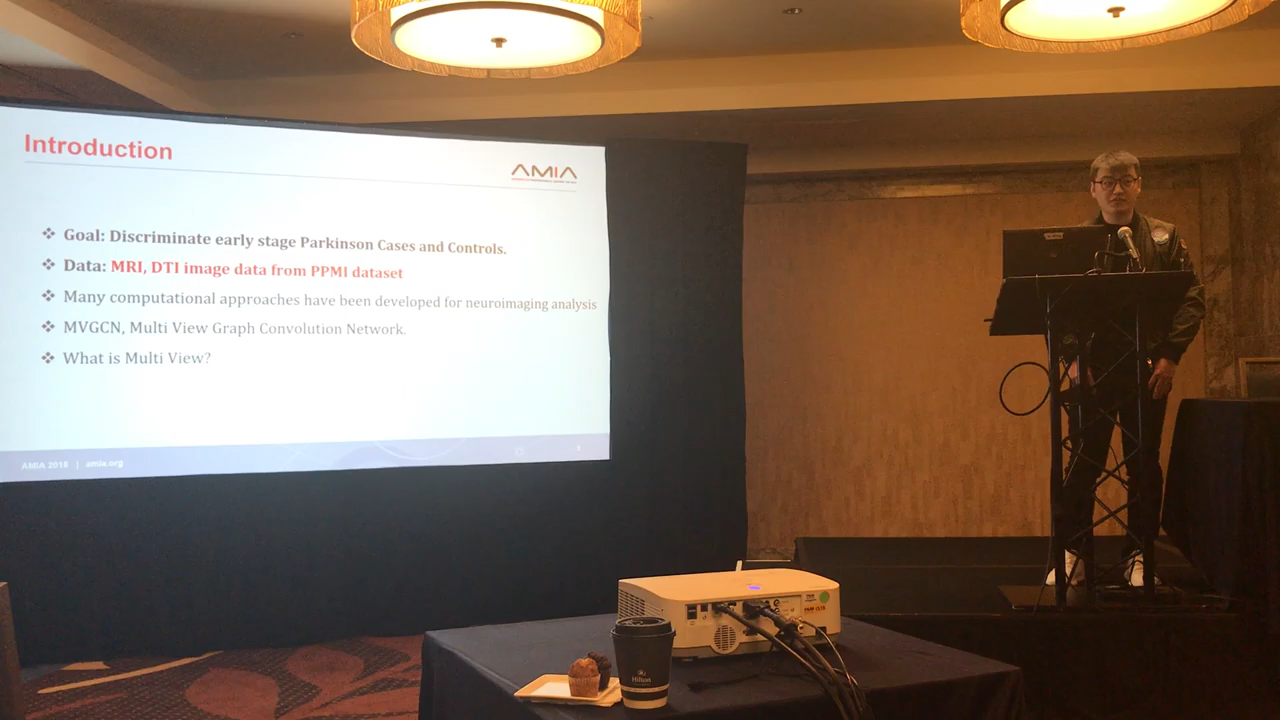 Introduction
AMIA
Goal: Discriminate early stage Parkinson Cases and Controls.
Data: MRI, DTI image data from PPMI dataset
Many computational approaches have been developed for neuroimaging analysis
MVGCN, Multi View Graph Convolution Network.
What is Multi View?
AMIA 2018 | amia.org
Hilton